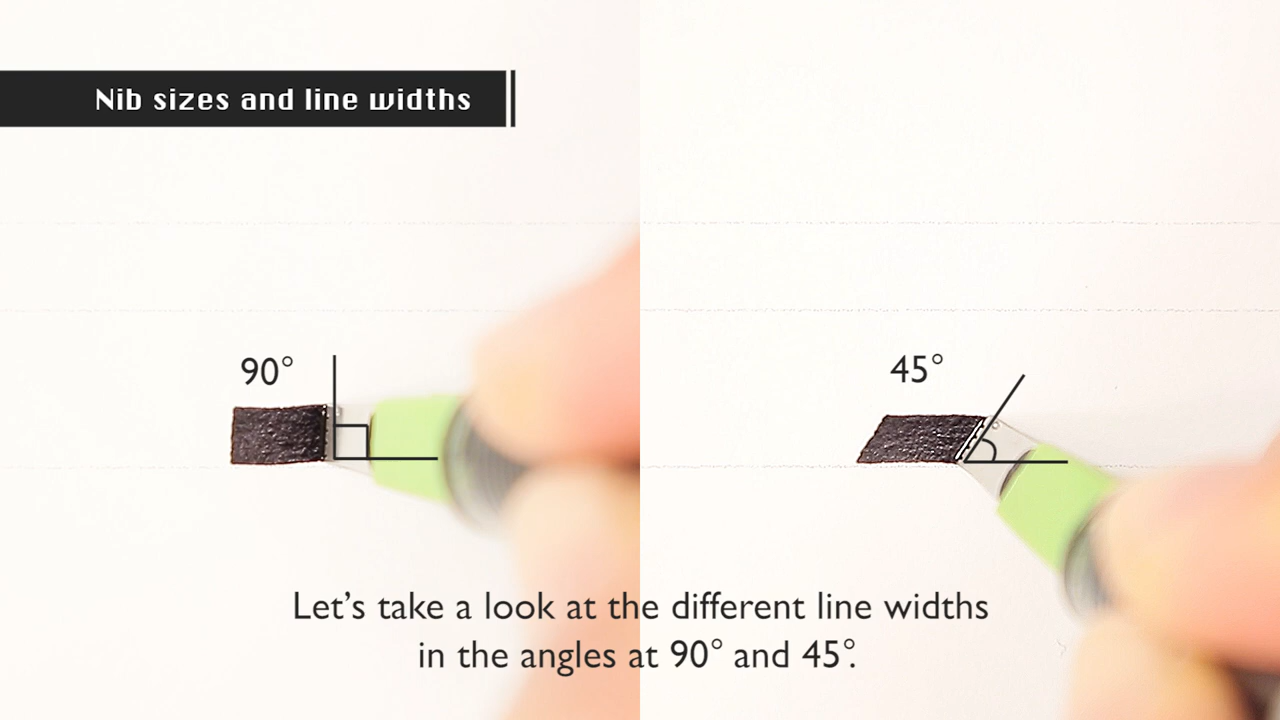 Nib sizes and line widths
90°
45°
Let's take a look at the different line widths
in the angles at 90° and 45°.